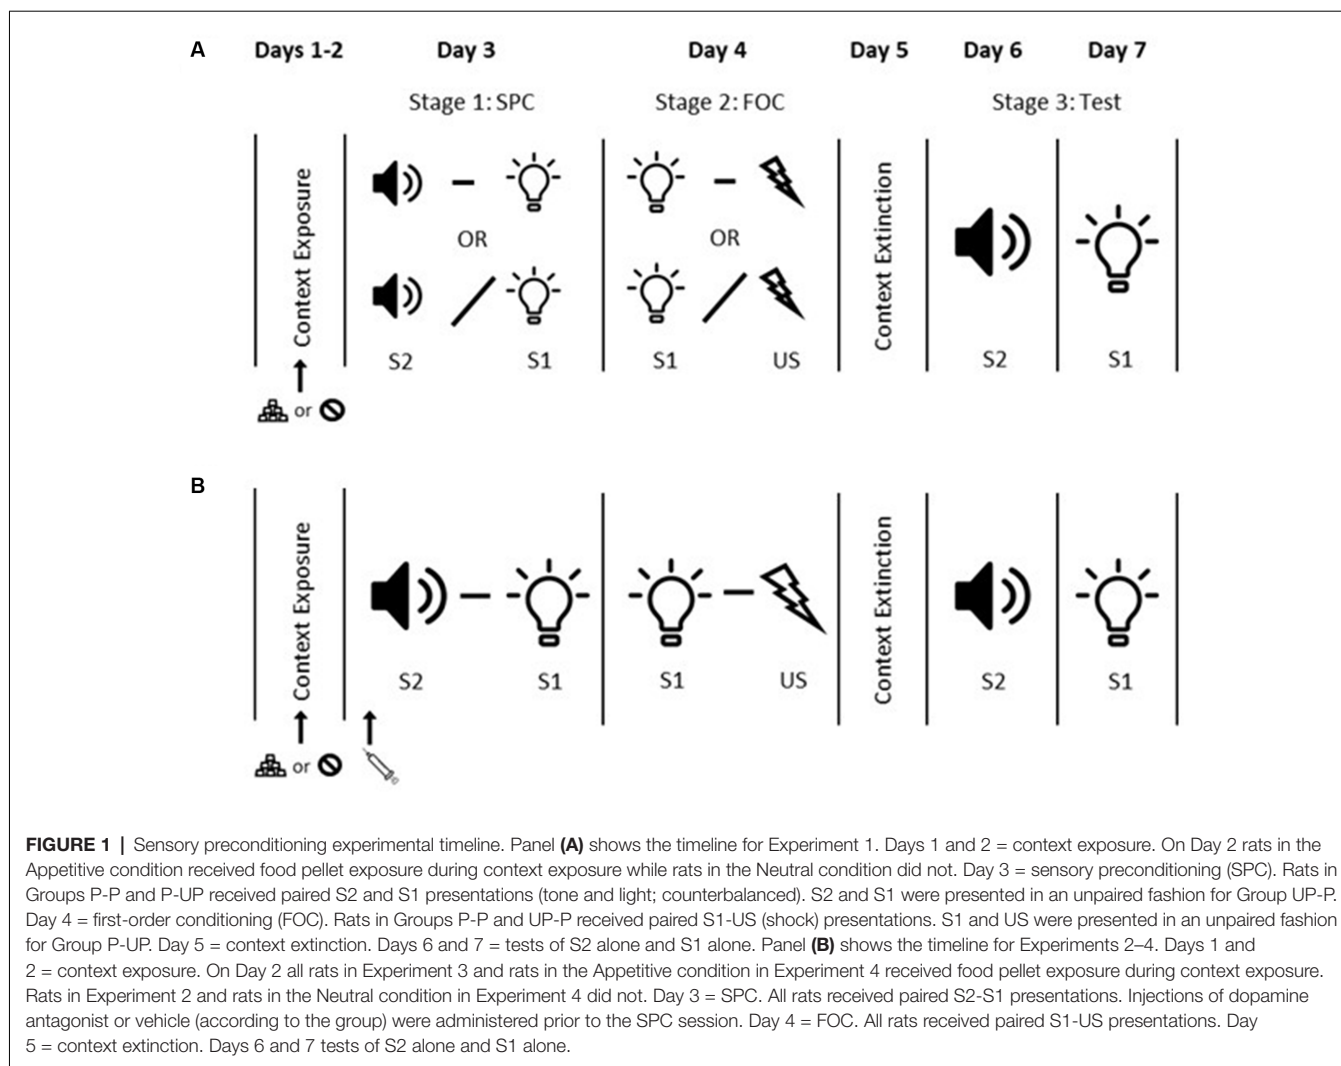 A Days 1-2 Day 3 Day 4 Day 5 Day 6 Day 7
Stage 1: SPC Stage 2: FOC Stage 3: Test
Context Exposure
OR OR
Context Extinction
S2 S1 S1 US S2 S1
or
B
Context Exposure
Context Extinction
S2 S1 S1 US S2 S1
or
FIGURE 1 | Sensory preconditioning experimental timeline. Panel (A) shows the timeline for Experiment 1. Days 1 and 2 = context exposure. On Day 2 rats in the
Appetitive condition received food pellet exposure during context exposure while rats in the Neutral condition did not. Day 3 = sensory preconditioning (SPC). Rats in
Groups P-P and P-UP received paired S2 and S1 presentations (tone and light; counterbalanced). S2 and S1 were presented in an unpaired fashion for Group UP-P.
Day 4 = first-order conditioning (FOC). Rats in Groups P-P and UP-P received paired S1-US (shock) presentations. S1 and US were presented in an unpaired fashion
for Group P-UP. Day 5 = context extinction. Days 6 and 7 = tests of S2 alone and S1 alone. Panel (B) shows the timeline for Experiments 2–4. Days 1 and
2 = context exposure. On Day 2 all rats in Experiment 3 and rats in the Appetitive condition in Experiment 4 received food pellet exposure during context exposure.
Rats in Experiment 2 and rats in the Neutral condition in Experiment 4 did not. Day 3 = SPC. All rats received paired S2-S1 presentations. Injections of dopamine
antagonist or vehicle (according to the group) were administered prior to the SPC session. Day 4 = FOC. All rats received paired S1-US presentations. Day
5 = context extinction. Days 6 and 7 tests of S2 alone and S1 alone.